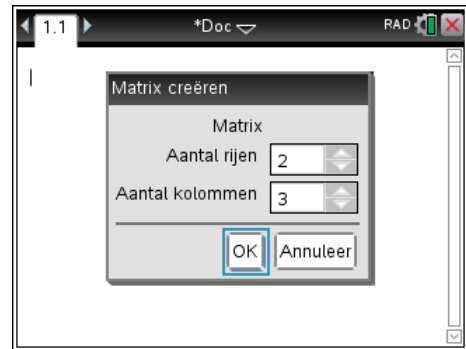 1.1 *Doc RAD
Matrix creëren
Matrix
Aantal rijen 2
Aantal kolommen 3
OK Annuleer